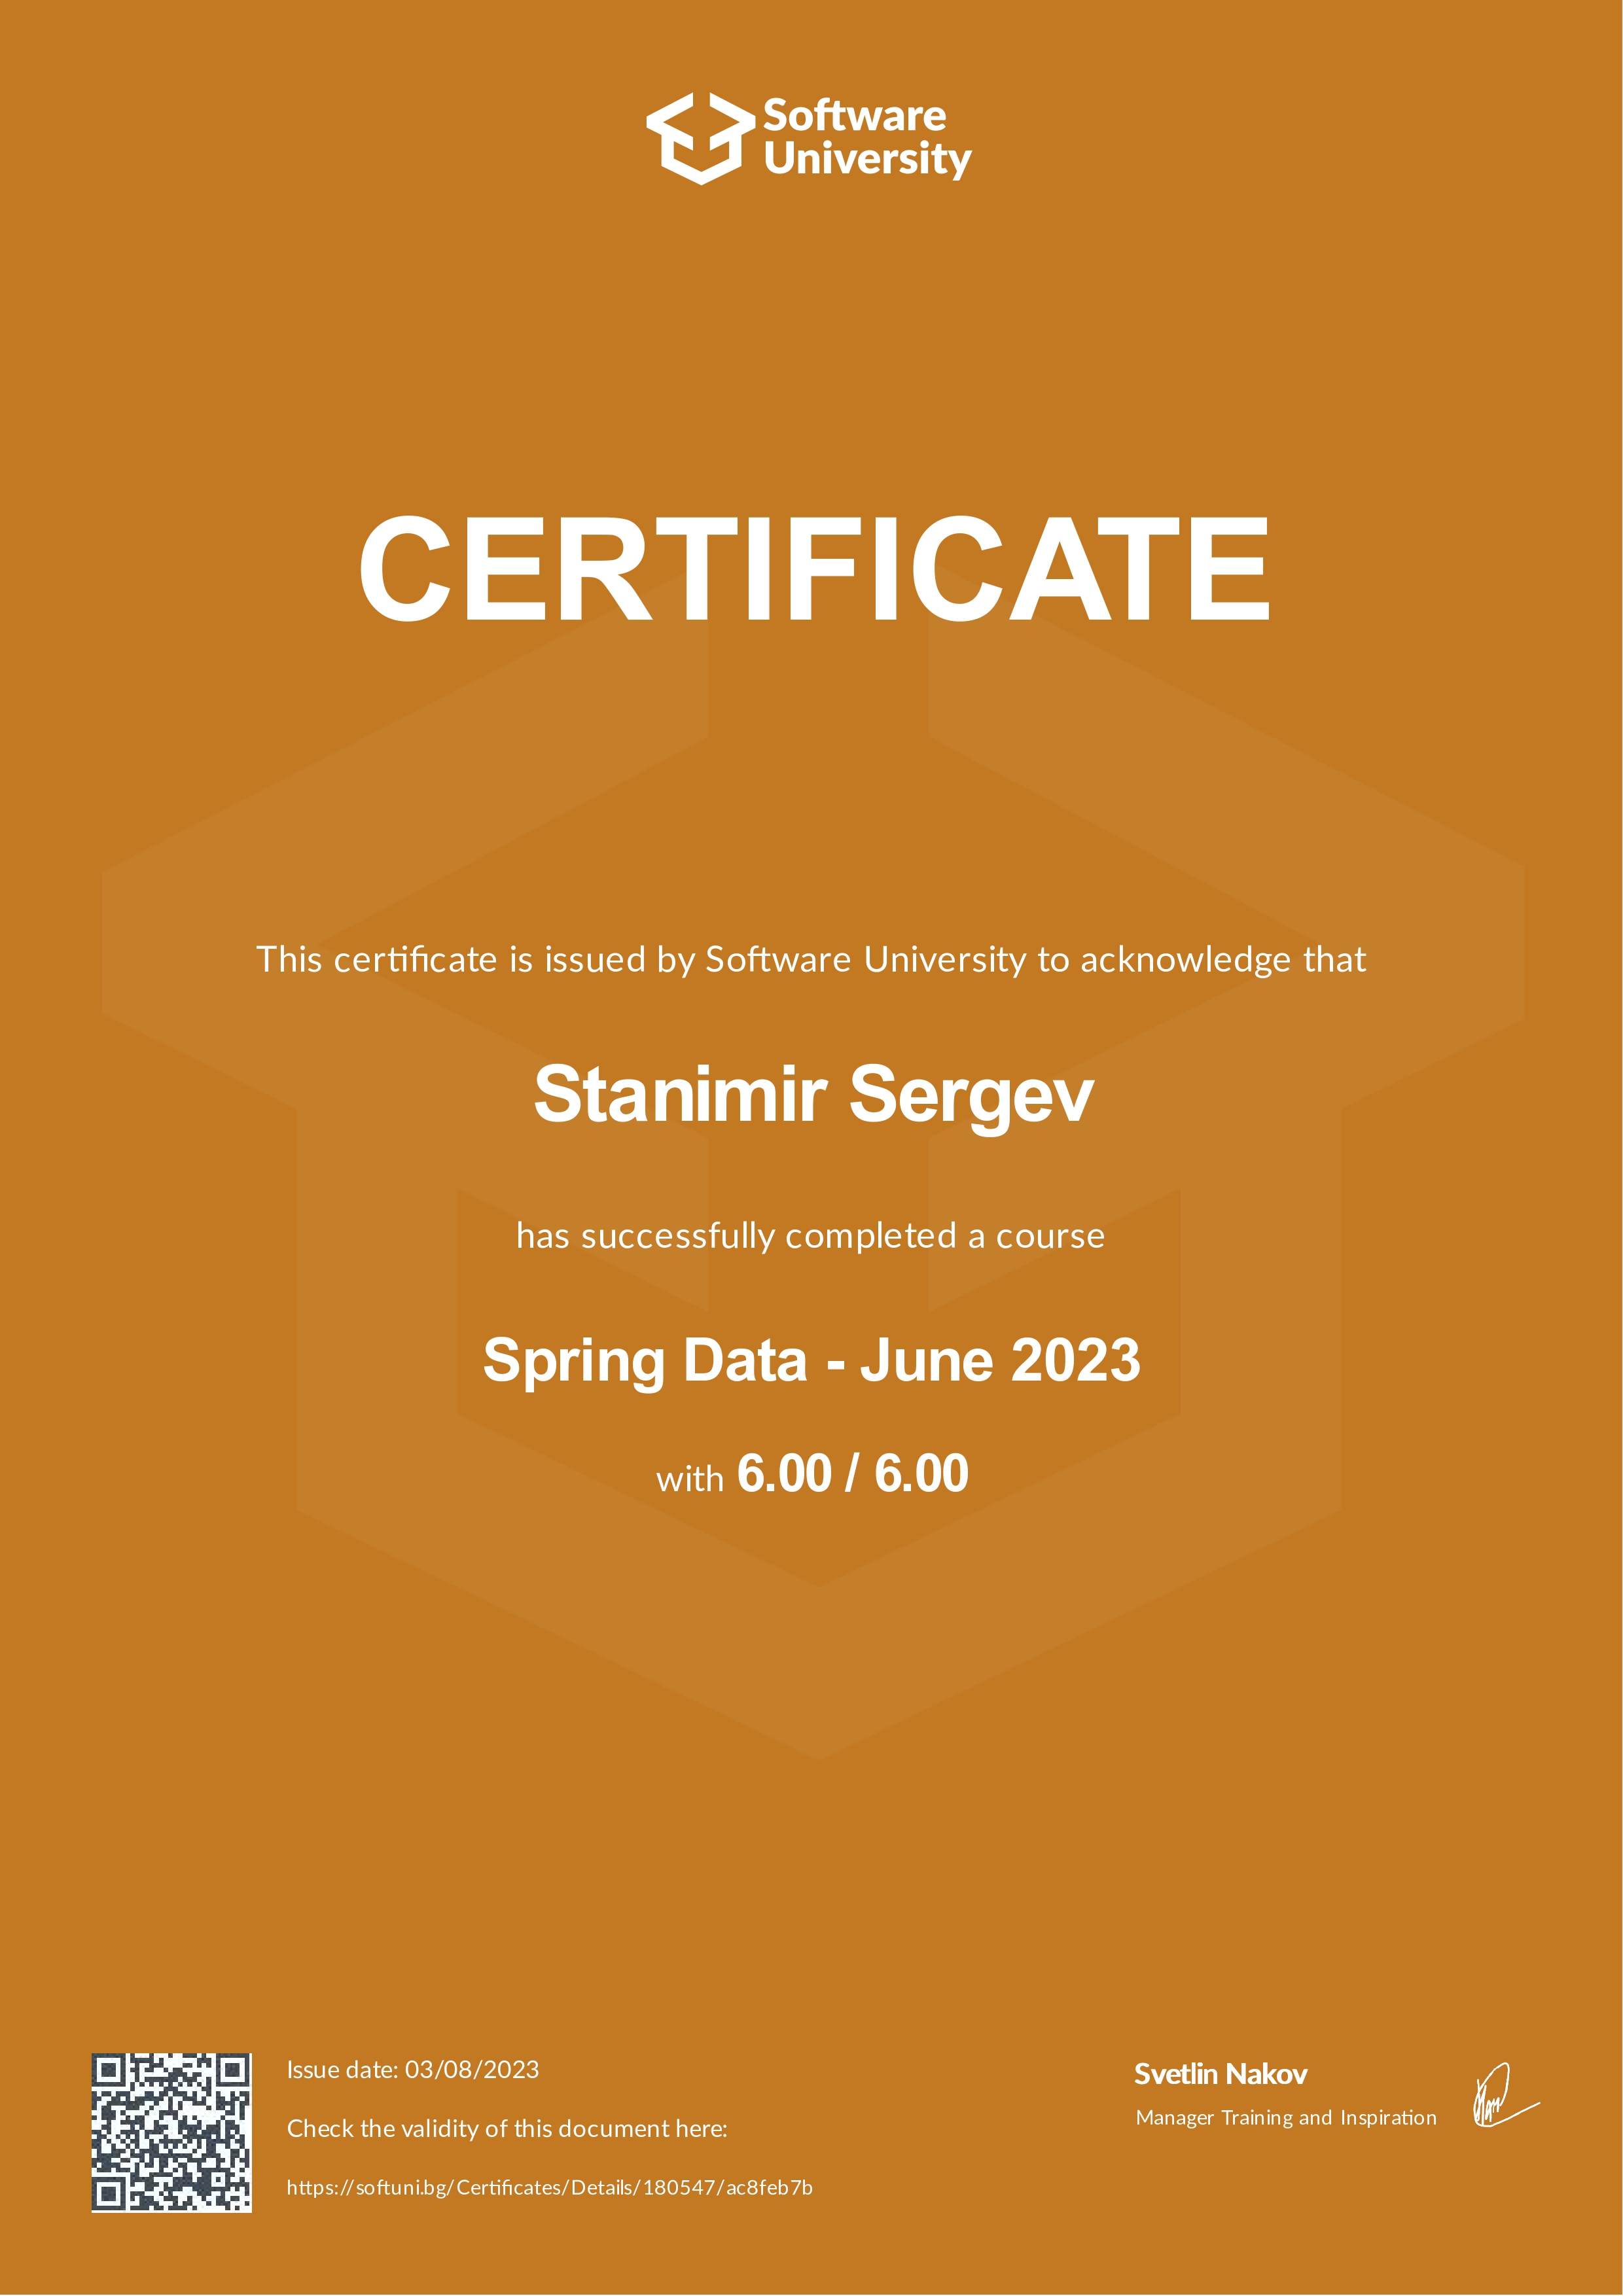 Software
University
CERTIFICATE
This certificate is issued by Software University to acknowledge that
Stanimir Sergev
has successfully completed a course
Spring Data - June 2023
with 6.00 / 6.00
Issue date: 03/08/2023
Check the validity of this document here:
https://softuni.bg/Certificates/Details/180547/ac8feb7b
Svetlin Nakov
Manager Training and Inspiration